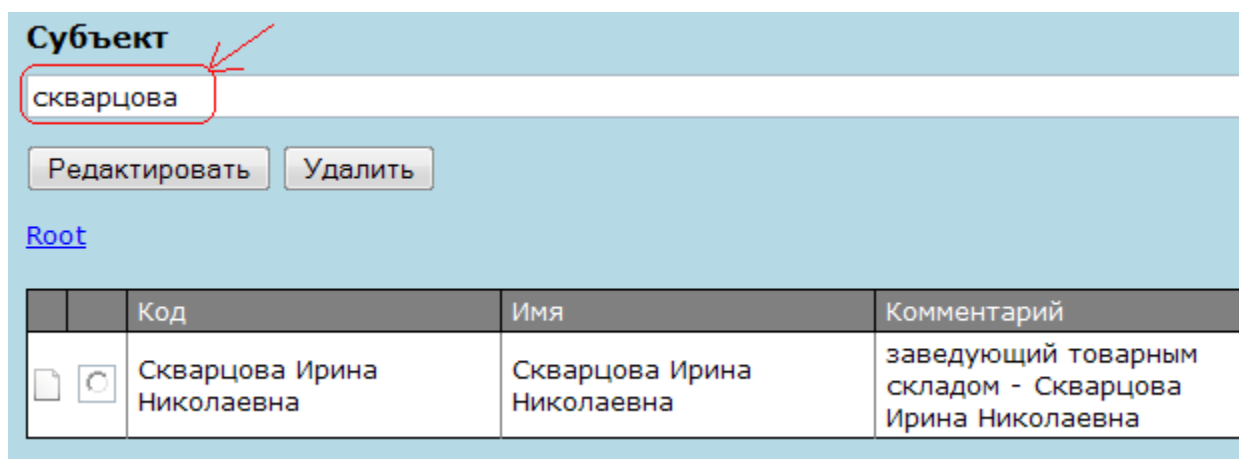 Субъект
скварцова
Редактировать Удалить
Root
Код Имя Комментарий
Скварцова Ирина Николаевна Скварцова Ирина Николаевна заведующий товарным складом - Скварцова Ирина Николаевна